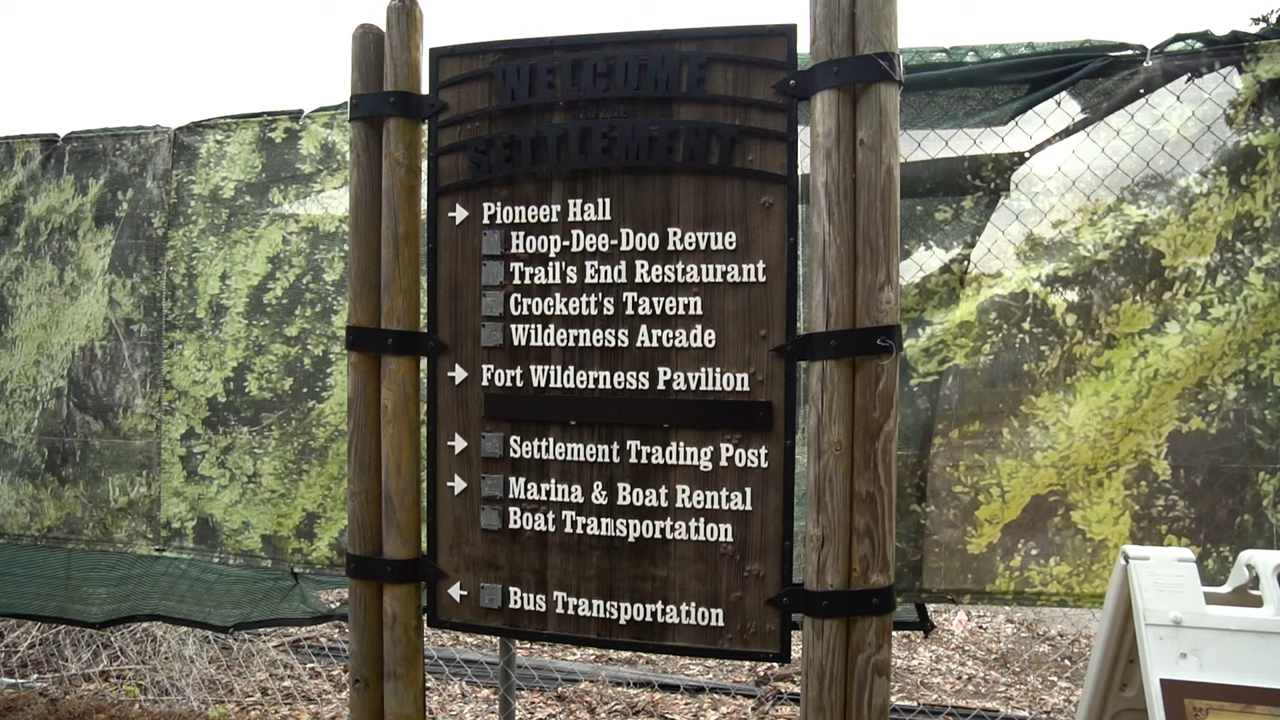 WELCOME
TO THE
SETTLEMENT
Pioneer Hall
Hoop-Dee-Doo Revue
Trail's End Restaurant
Crockett's Tavern
Wilderness Arcade
Fort Wilderness Pavilion
Settlement Trading Post
Marina & Boat Rental
Boat Transportation
Bus Transportation